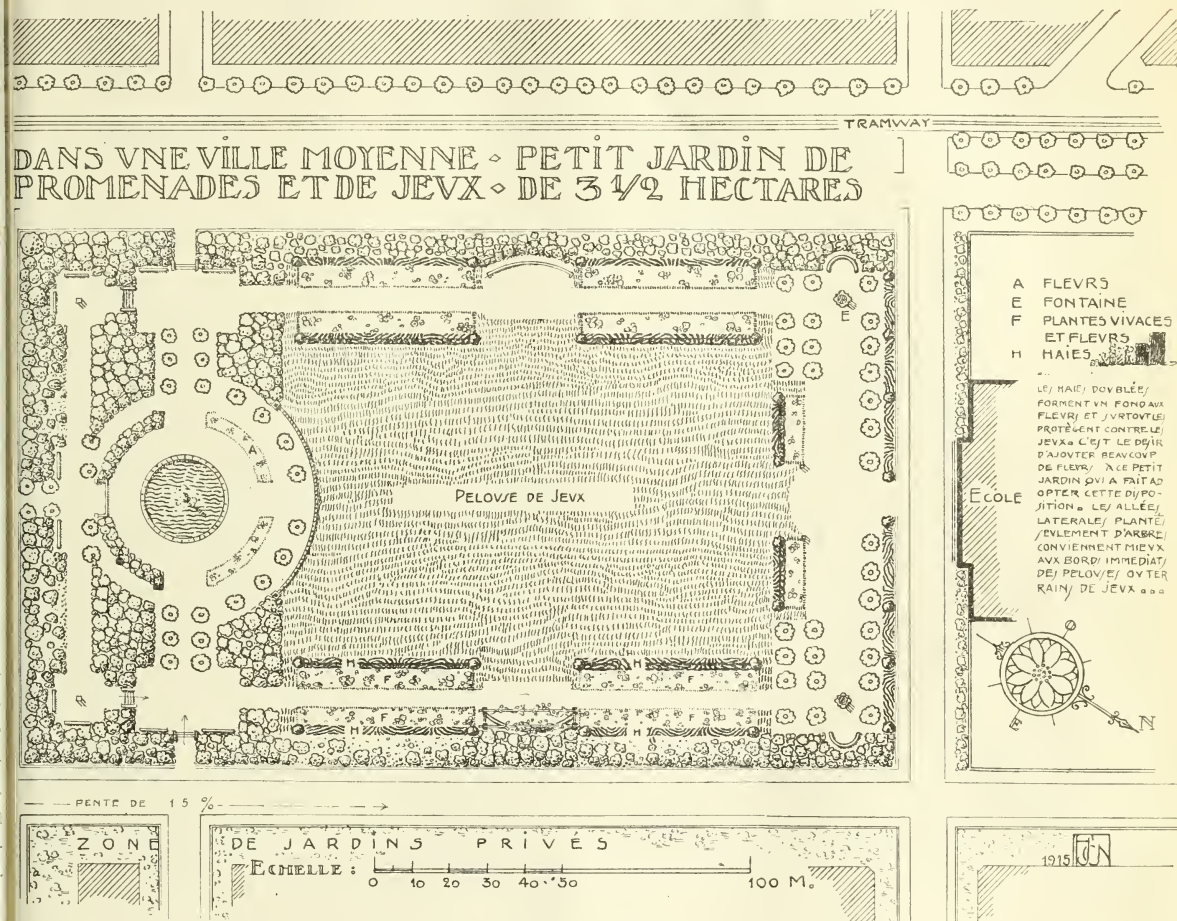 TRAMWAY
DANS VNE VILLE MOYENNE ⋄ PETIT JARDIN DE
PROMENADES ET DE JEVX ⋄ DE 3 1/2 HECTARES
A FLEVRS
E FONTAINE
F PLANTES VIVACES
ET FLEVRS
H HAIES
LES HAIES DOVBLÉES
FORMENT VN FOND AVX
FLEVRS ET SVRTOVT LES
PROTÈGENT CONTRE LES
JEVX. C'EST LE DÉSIR
D'AJOVTER BEAVCOVP
DE FLEVRS À CE PETIT
JARDIN QVI A FAIT AD
OPTER CETTE DISPO-
SITION. LES ALLÉES
LATERALES PLANTÉES
SEVLEMENT D'ARBRES
CONVIENNENT MIEVX
AVX BORDS IMMEDIATS
DES PELOVSES OV TER
RAINS DE JEVX
ECOLE
E
A
PELOVSE DE JEVX
H H
F F
F F
H H
E N
O
PENTE DE 15 %
ZONE DE JARDINS PRIVÉS
ECHELLE :
0 10 20 30 40 50 100 M.
1915 JCN